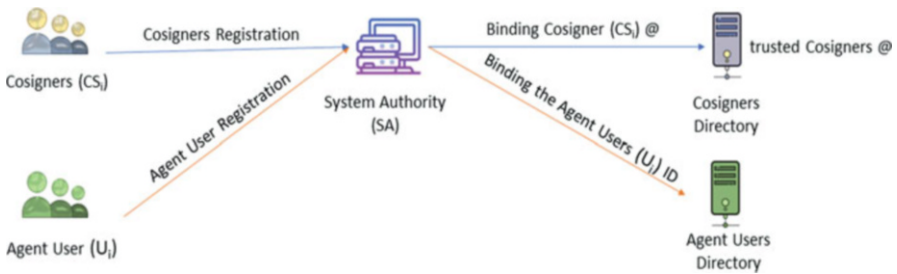 Cosigners Registration
Binding Cosigner (CSi) @
trusted Cosigners @
Cosigners (CSi)
Agent User Registration
System Authority
(SA)
Binding the Agent Users (Ui) ID
Cosigners
Directory
Agent User (Ui)
Agent Users
Directory